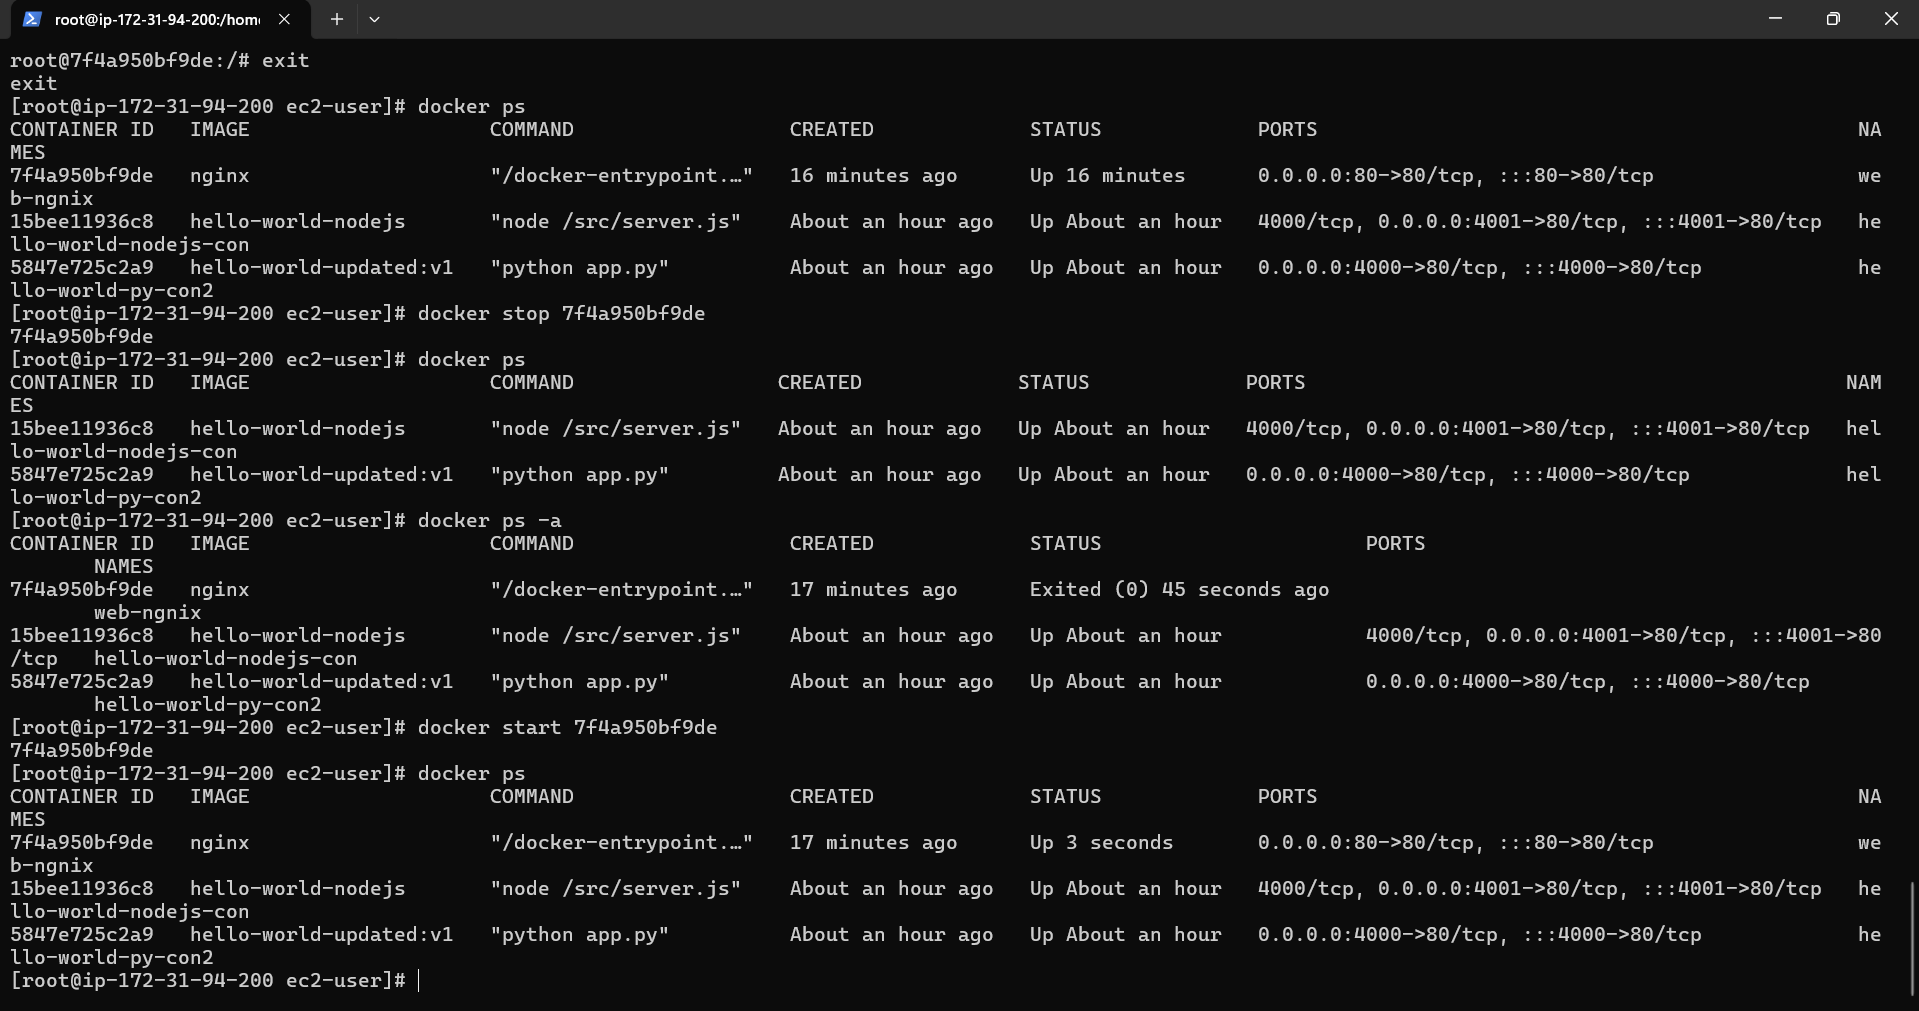 root@ip-172-31-94-200:/hom
root@7f4a950bf9de:/# exit
exit
[root@ip-172-31-94-200 ec2-user]# docker ps
CONTAINER ID   IMAGE                    COMMAND                  CREATED             STATUS             PORTS                                             NA
MES
7f4a950bf9de   nginx                    "/docker-entrypoint.…"   16 minutes ago      Up 16 minutes      0.0.0.0:80->80/tcp, :::80->80/tcp                 we
b-ngnix
15bee11936c8   hello-world-nodejs       "node /src/server.js"    About an hour ago   Up About an hour   4000/tcp, 0.0.0.0:4001->80/tcp, :::4001->80/tcp   he
llo-world-nodejs-con
5847e725c2a9   hello-world-updated:v1   "python app.py"          About an hour ago   Up About an hour   0.0.0.0:4000->80/tcp, :::4000->80/tcp             he
llo-world-py-con2
[root@ip-172-31-94-200 ec2-user]# docker stop 7f4a950bf9de
7f4a950bf9de
[root@ip-172-31-94-200 ec2-user]# docker ps
CONTAINER ID   IMAGE                    COMMAND                 CREATED             STATUS             PORTS                                             NAM
ES
15bee11936c8   hello-world-nodejs       "node /src/server.js"   About an hour ago   Up About an hour   4000/tcp, 0.0.0.0:4001->80/tcp, :::4001->80/tcp   hel
lo-world-nodejs-con
5847e725c2a9   hello-world-updated:v1   "python app.py"         About an hour ago   Up About an hour   0.0.0.0:4000->80/tcp, :::4000->80/tcp             hel
lo-world-py-con2
[root@ip-172-31-94-200 ec2-user]# docker ps -a
CONTAINER ID   IMAGE                    COMMAND                  CREATED             STATUS                      PORTS
       NAMES
7f4a950bf9de   nginx                    "/docker-entrypoint.…"   17 minutes ago      Exited (0) 45 seconds ago
       web-ngnix
15bee11936c8   hello-world-nodejs       "node /src/server.js"    About an hour ago   Up About an hour            4000/tcp, 0.0.0.0:4001->80/tcp, :::4001->80
/tcp   hello-world-nodejs-con
5847e725c2a9   hello-world-updated:v1   "python app.py"          About an hour ago   Up About an hour            0.0.0.0:4000->80/tcp, :::4000->80/tcp
       hello-world-py-con2
[root@ip-172-31-94-200 ec2-user]# docker start 7f4a950bf9de
7f4a950bf9de
[root@ip-172-31-94-200 ec2-user]# docker ps
CONTAINER ID   IMAGE                    COMMAND                  CREATED             STATUS             PORTS                                             NA
MES
7f4a950bf9de   nginx                    "/docker-entrypoint.…"   17 minutes ago      Up 3 seconds       0.0.0.0:80->80/tcp, :::80->80/tcp                 we
b-ngnix
15bee11936c8   hello-world-nodejs       "node /src/server.js"    About an hour ago   Up About an hour   4000/tcp, 0.0.0.0:4001->80/tcp, :::4001->80/tcp   he
llo-world-nodejs-con
5847e725c2a9   hello-world-updated:v1   "python app.py"          About an hour ago   Up About an hour   0.0.0.0:4000->80/tcp, :::4000->80/tcp             he
llo-world-py-con2
[root@ip-172-31-94-200 ec2-user]#